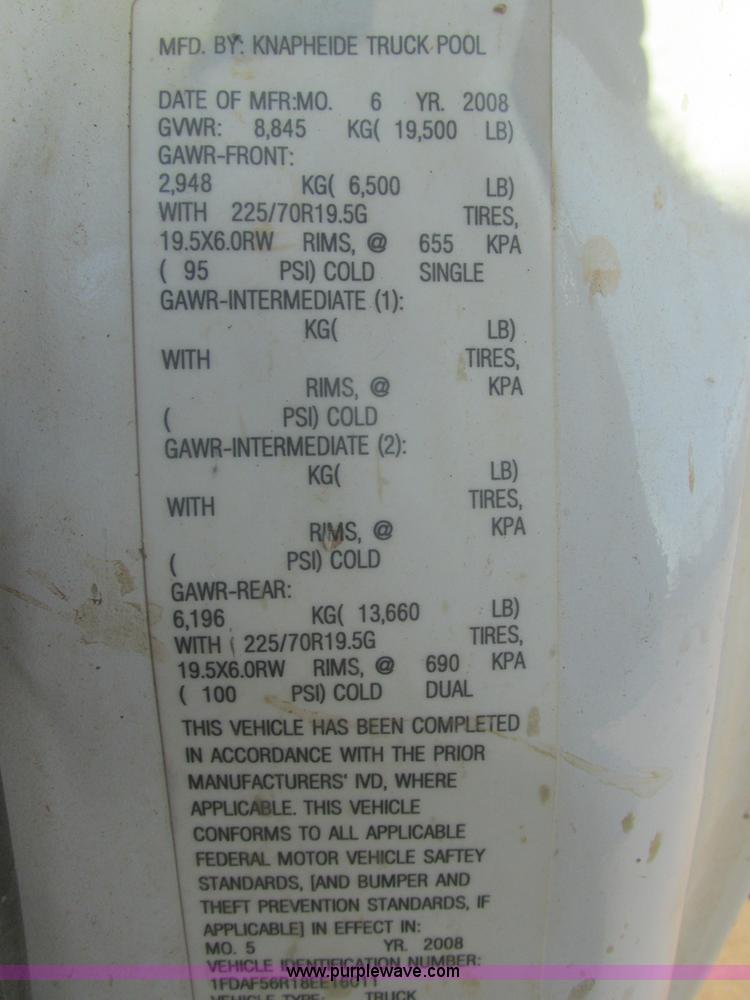 MFD. BY: KNAPHEIDE TRUCK POOL
DATE OF MFR:MO. 6 YR. 2008
GVWR: 8,845 KG( 19,500 LB)
GAWR-FRONT:
2,948 KG( 6,500 LB)
WITH 225/70R19.5G TIRES,
19.5X6.0RW RIMS, @ 655 KPA
( 95 PSI) COLD SINGLE
GAWR-INTERMEDIATE (1):
KG( LB)
WITH TIRES,
RIMS, @ KPA
( PSI) COLD
GAWR-INTERMEDIATE (2):
KG( LB)
WITH TIRES,
RIMS, @ KPA
( PSI) COLD
GAWR-REAR:
6,196 KG( 13,660 LB)
WITH ( 225/70R19.5G TIRES,
19.5X6.0RW RIMS, @ 690 KPA
( 100 PSI) COLD DUAL
THIS VEHICLE HAS BEEN COMPLETED
IN ACCORDANCE WITH THE PRIOR
MANUFACTURERS' IVD, WHERE
APPLICABLE. THIS VEHICLE
CONFORMS TO ALL APPLICABLE
FEDERAL MOTOR VEHICLE SAFTEY
STANDARDS, [AND BUMPER AND
THEFT PREVENTION STANDARDS, IF
APPLICABLE] IN EFFECT IN:
MO. 5 YR. 2008
VEHICLE IDENTIFICATION NUMBER:
www.purplewave.com
VEHICLE TYPE: TRUCK